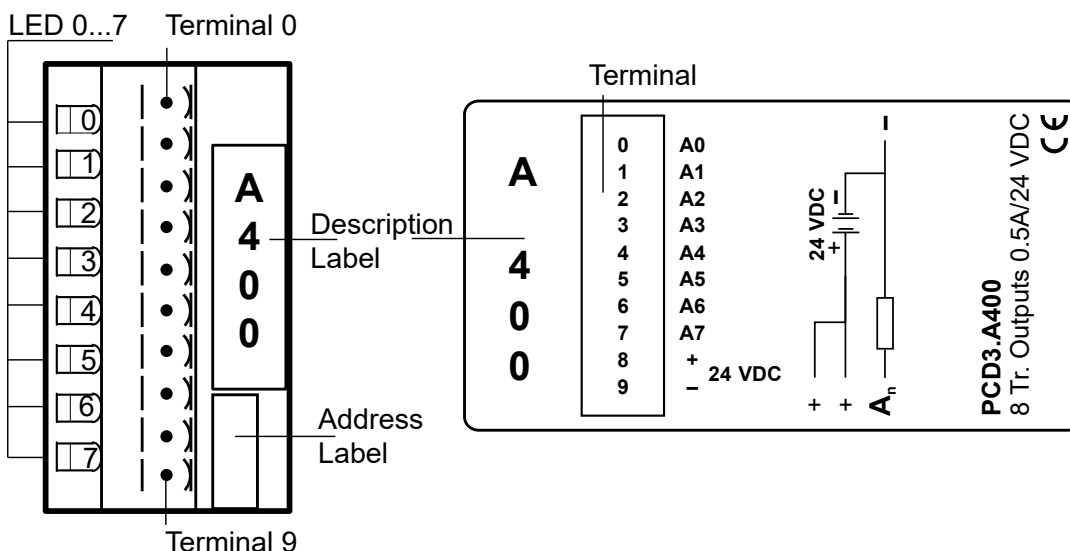 LED 0...7
Terminal 0
0
1
2
3
4
5
6
7
A
4
0
0
Description
Label
Address
Label
Terminal 9
Terminal
A
4
0
0
0 A0
1 A1
2 A2
3 A3
4 A4
5 A5
6 A6
7 A7
8 +
9 –
24 VDC
–
–
24 VDC
+
+ + An
PCD3.A400
8 Tr. Outputs 0.5A/24 VDC
CE